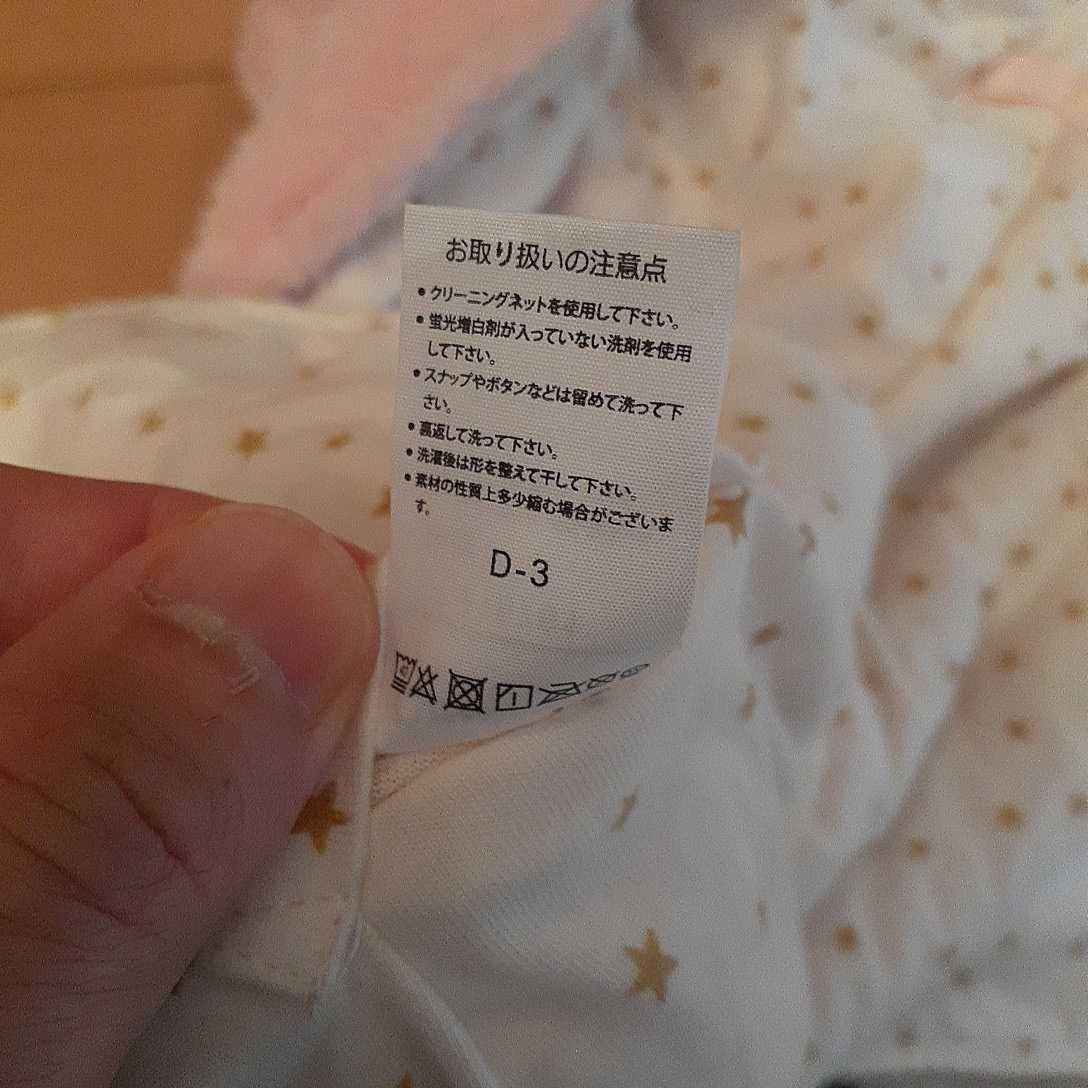 お取り扱いの注意点
•クリーニングネットを使用して下さい。
•蛍光増白剤が入っていない洗剤を使用
して下さい。
•スナップやボタンなどは留めて洗って下
さい。
•裏返して洗って下さい。
•洗濯後は形を整えて干して下さい。
•素材の性質上多少縮む場合がございま
す。
D-3